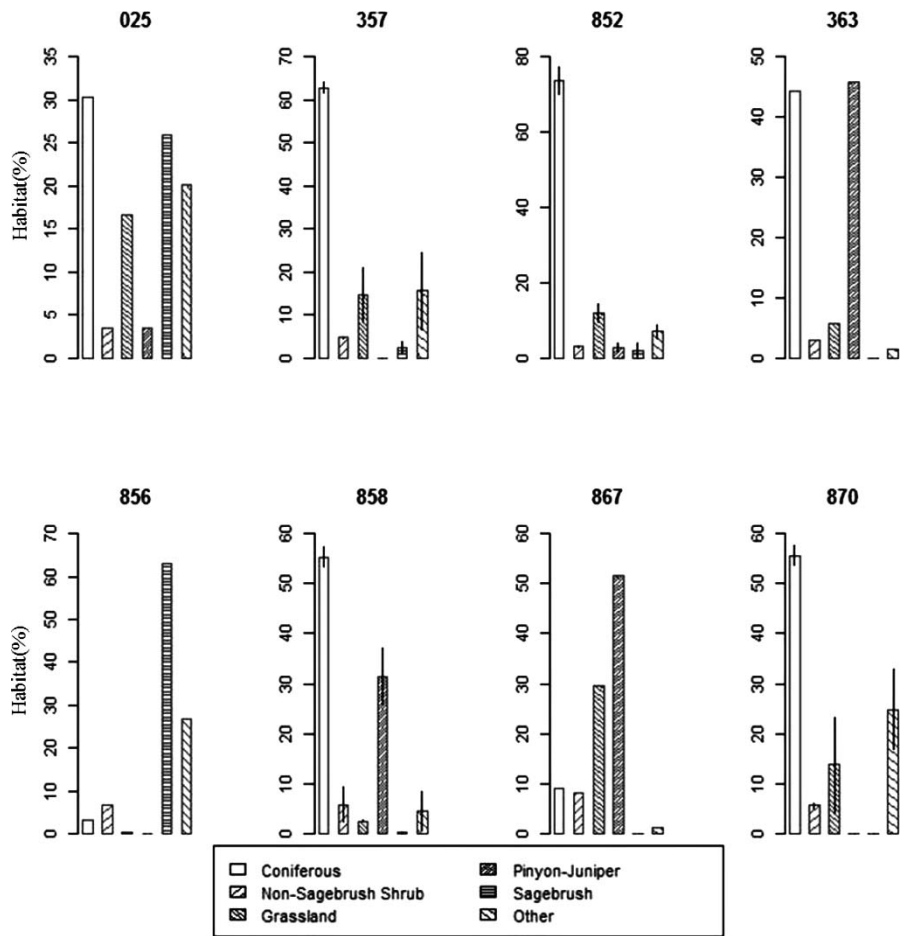 025 357 852 363
Habitat(%)
35 30 25 20 15 10 5 0
70 60 50 40 30 20 10 0
80 60 40 20 0
50 40 30 20 10 0
856 858 867 870
Habitat(%)
70 60 50 40 30 20 10 0
60 50 40 30 20 10 0
60 50 40 30 20 10 0
60 50 40 30 20 10 0
Coniferous Pinyon-Juniper
Non-Sagebrush Shrub Sagebrush
Grassland Other